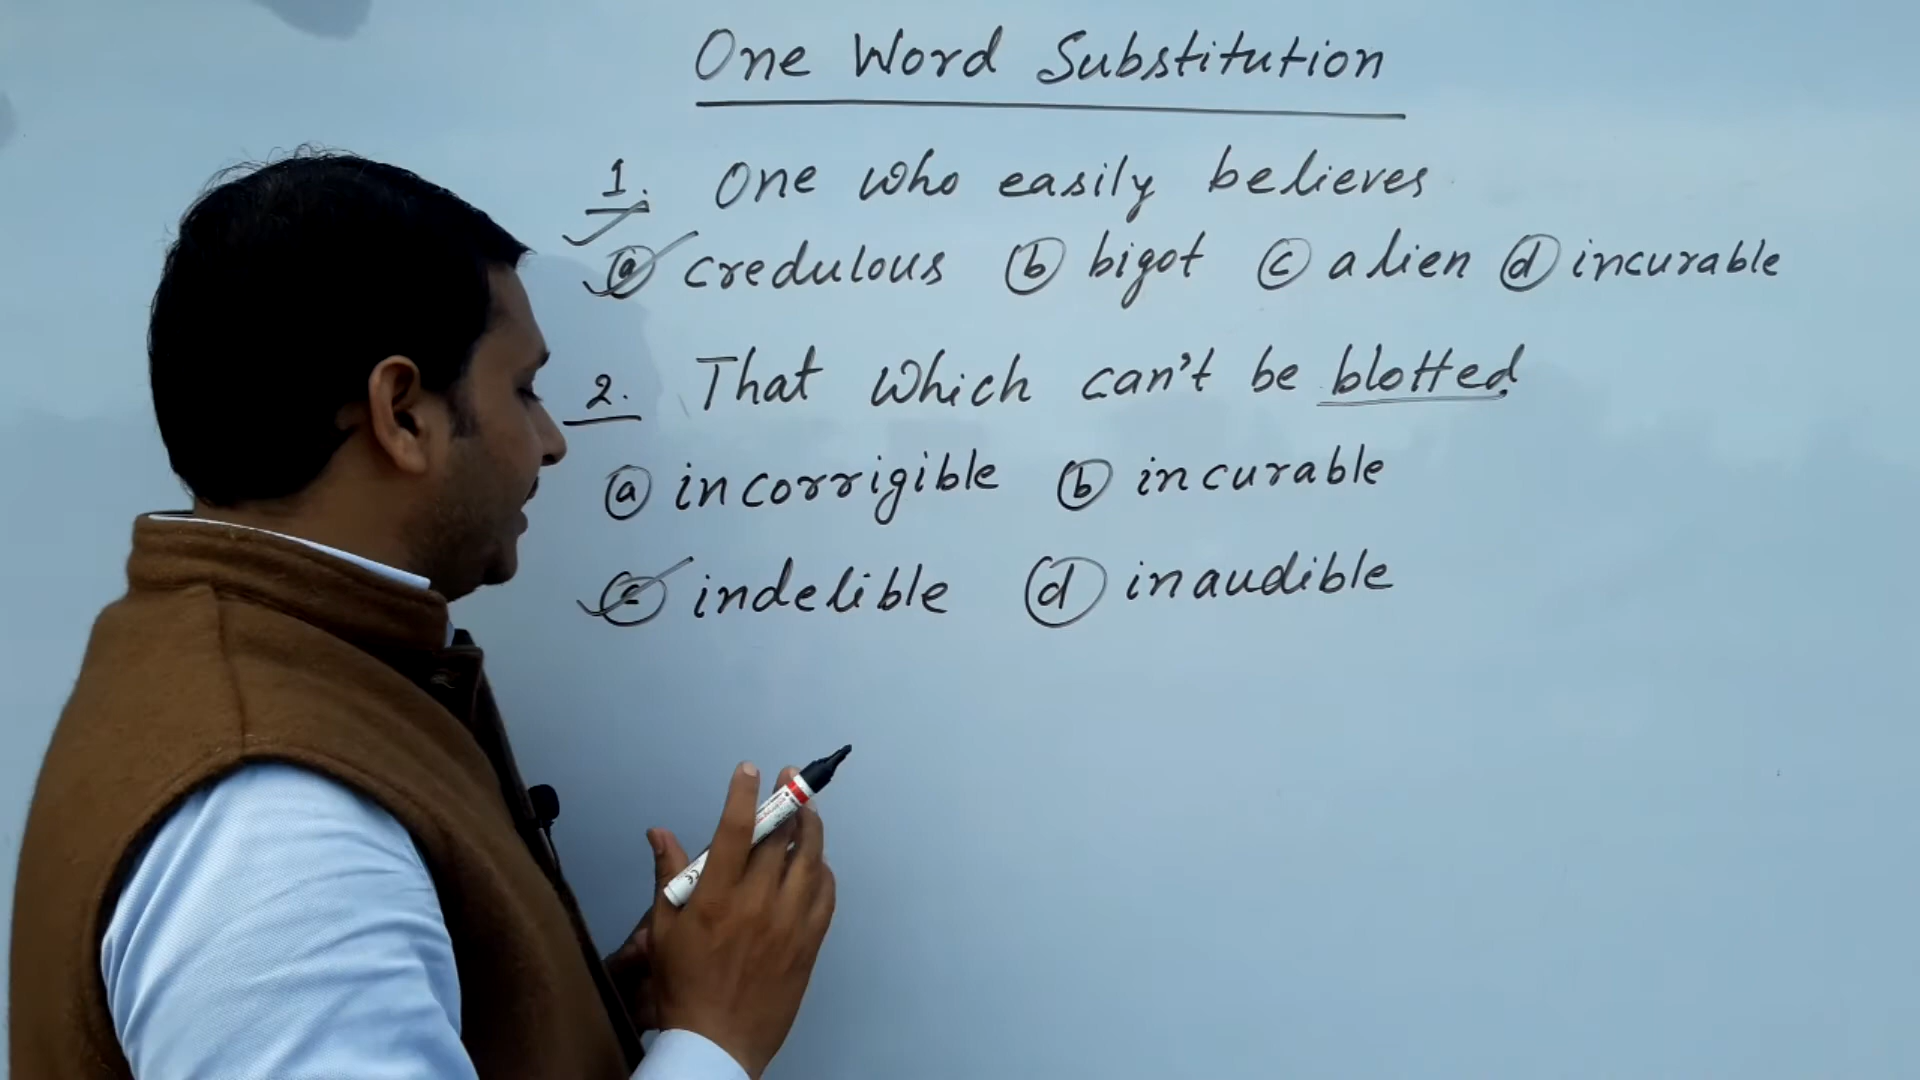 One Word Substitution
1. One who easily believes
(a) credulous (b) bigot (c) alien (d) incurable
2. That which can't be blotted.
(a) incorrigible (b) incurable
(c) indelible (d) inaudible